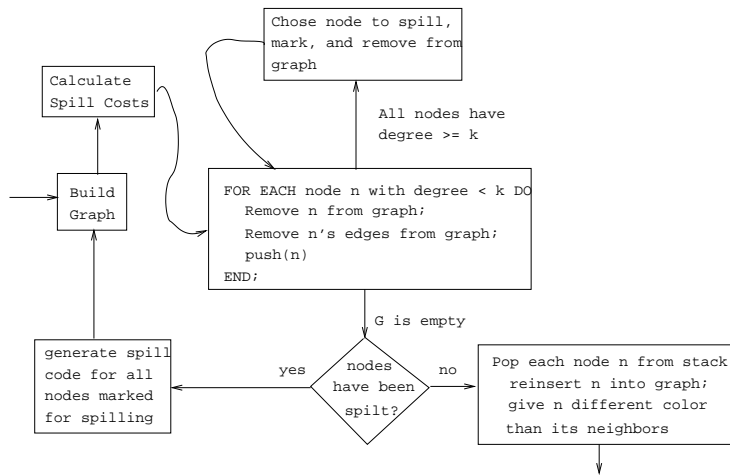 Chose node to spill,
mark, and remove from
graph
Calculate
Spill Costs
All nodes have
degree >= k
Build
Graph
FOR EACH node n with degree < k DO
Remove n from graph;
Remove n's edges from graph;
push(n)
END;
G is empty
generate spill
code for all
nodes marked
for spilling
yes
nodes
have been
spilt?
no
Pop each node n from stack
reinsert n into graph;
give n different color
than its neighbors